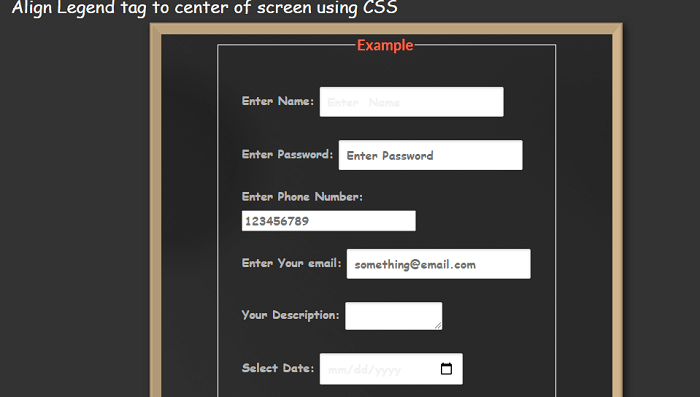 Align Legend tag to center of screen using CSS
Example
Enter Name: Enter Name
Enter Password: Enter Password
Enter Phone Number:
123456789
Enter Your email: something@email.com
Your Description:
Select Date: mm/dd/yyyy